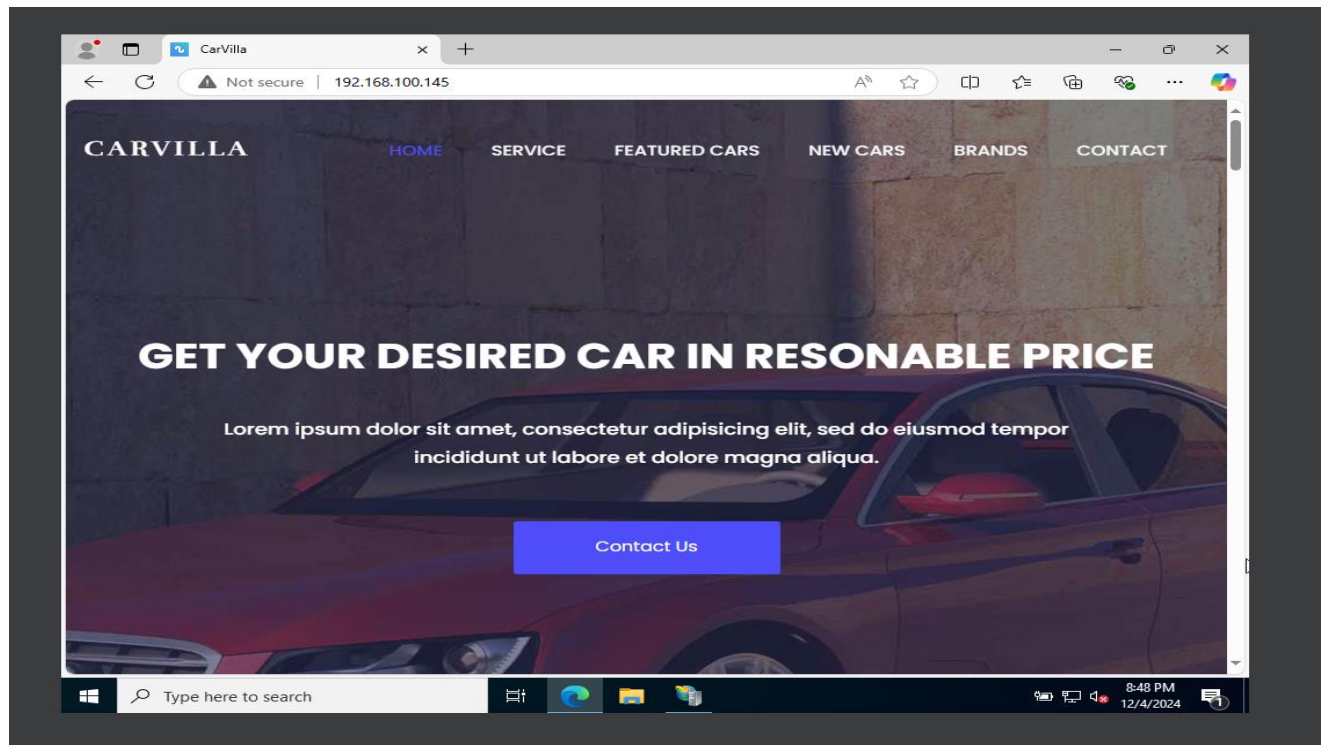 CarVilla
Not secure | 192.168.100.145
CARVILLA
HOME SERVICE FEATURED CARS NEW CARS BRANDS CONTACT
GET YOUR DESIRED CAR IN RESONABLE PRICE
Lorem ipsum dolor sit amet, consectetur adipisicing elit, sed do eiusmod tempor
incididunt ut labore et dolore magna aliqua.
Contact Us
Type here to search
8:48 PM
12/4/2024
1